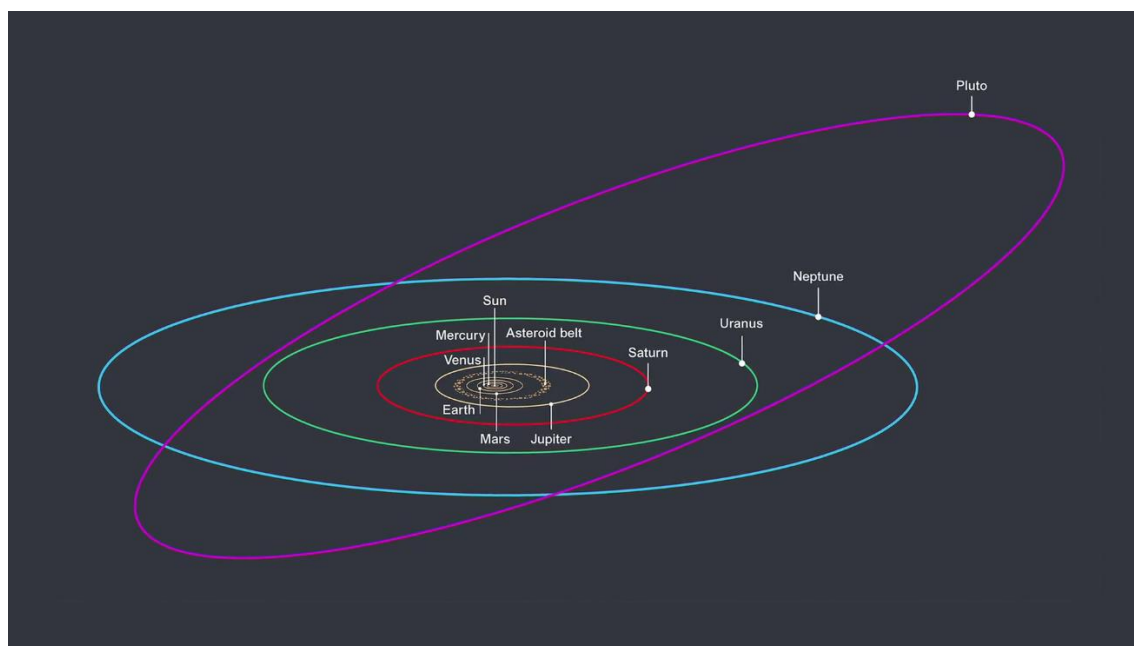 Pluto
Neptune
Sun
Uranus
Mercury
Asteroid belt
Saturn
Venus
Earth
Mars
Jupiter